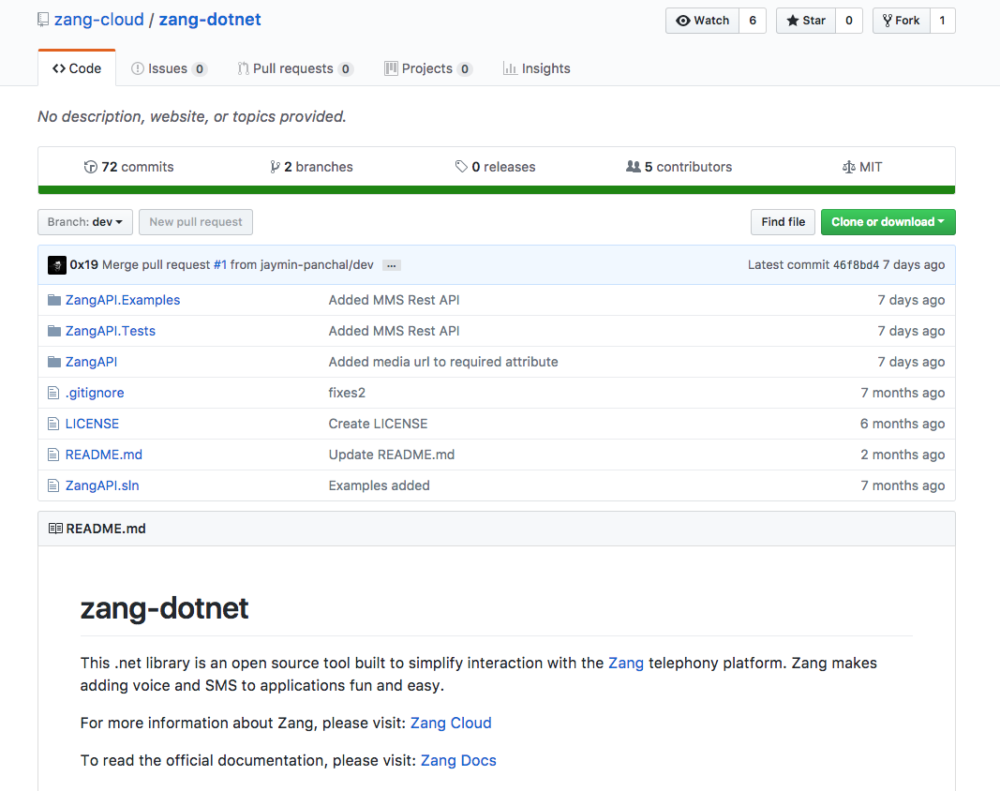 zang-cloud / zang-dotnet
Watch 6 Star 0 Fork 1
Code Issues 0 Pull requests 0 Projects 0 Insights
No description, website, or topics provided.
72 commits 2 branches 0 releases 5 contributors MIT
Branch: dev New pull request Find file Clone or download
0x19 Merge pull request #1 from jaymin-panchal/dev ... Latest commit 46f8bd4 7 days ago
ZangAPI.Examples Added MMS Rest API 7 days ago
ZangAPI.Tests Added MMS Rest API 7 days ago
ZangAPI Added media url to required attribute 7 days ago
.gitignore fixes2 7 months ago
LICENSE Create LICENSE 6 months ago
README.md Update README.md 2 months ago
ZangAPI.sln Examples added 7 months ago
README.md
zang-dotnet
This .net library is an open source tool built to simplify interaction with the Zang telephony platform. Zang makes
adding voice and SMS to applications fun and easy.
For more information about Zang, please visit: Zang Cloud
To read the official documentation, please visit: Zang Docs